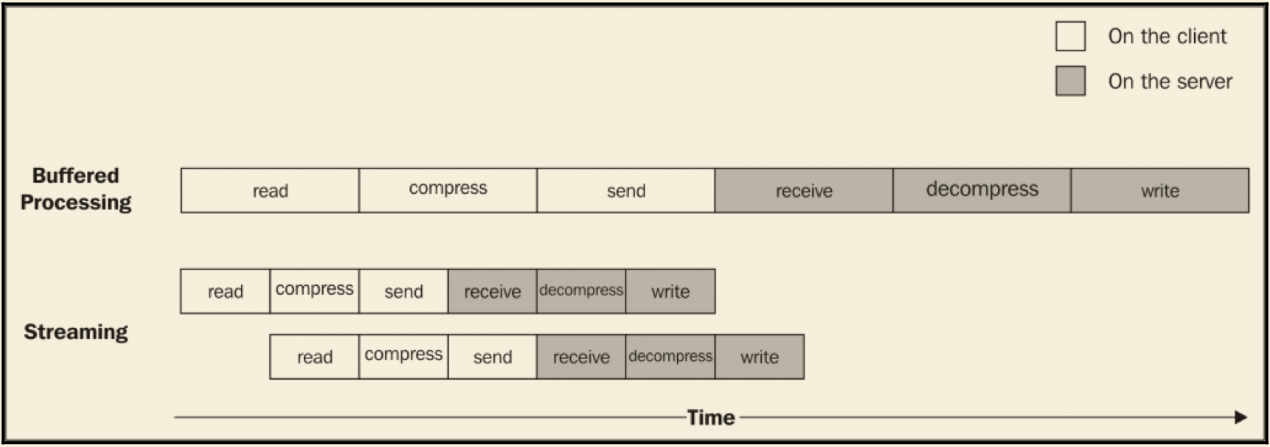 On the client
On the server
Buffered
Processing
read compress send receive decompress write
Streaming
read compress send receive decompress write
read compress send receive decompress write
Time